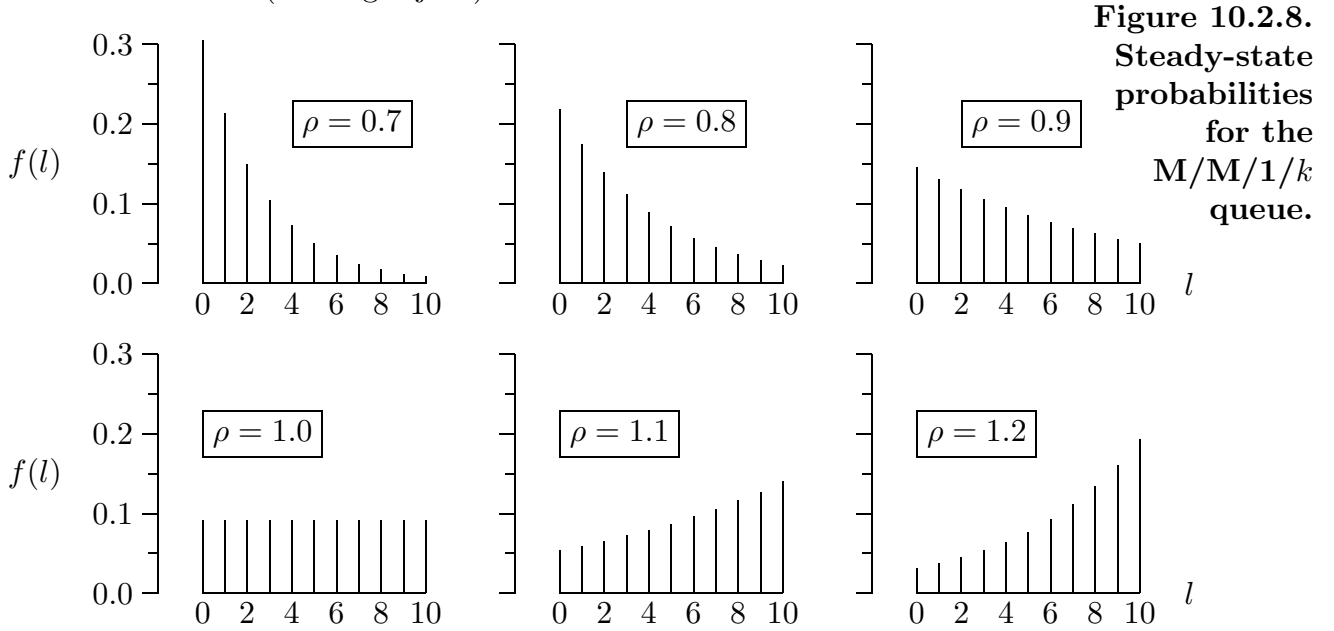 Figure 10.2.8.
Steady-state
probabilities
for the
M/M/1/k
queue.
0.3
0.2
0.1
0.0
f(l)
ρ = 0.7
0 2 4 6 8 10
ρ = 0.8
0 2 4 6 8 10
ρ = 0.9
0 2 4 6 8 10
l
0.3
0.2
0.1
0.0
f(l)
ρ = 1.0
0 2 4 6 8 10
ρ = 1.1
0 2 4 6 8 10
ρ = 1.2
0 2 4 6 8 10
l